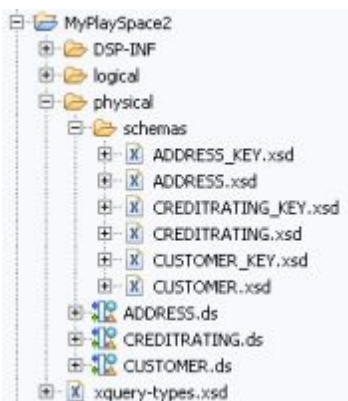 MyPlaySpace2
DSP-INF
logical
physical
schemas
ADDRESS_KEY.xsd
ADDRESS.xsd
CREDITRATING_KEY.xsd
CREDITRATING.xsd
CUSTOMER_KEY.xsd
CUSTOMER.xsd
ADDRESS.ds
CREDITRATING.ds
CUSTOMER.ds
xquery-types.xsd